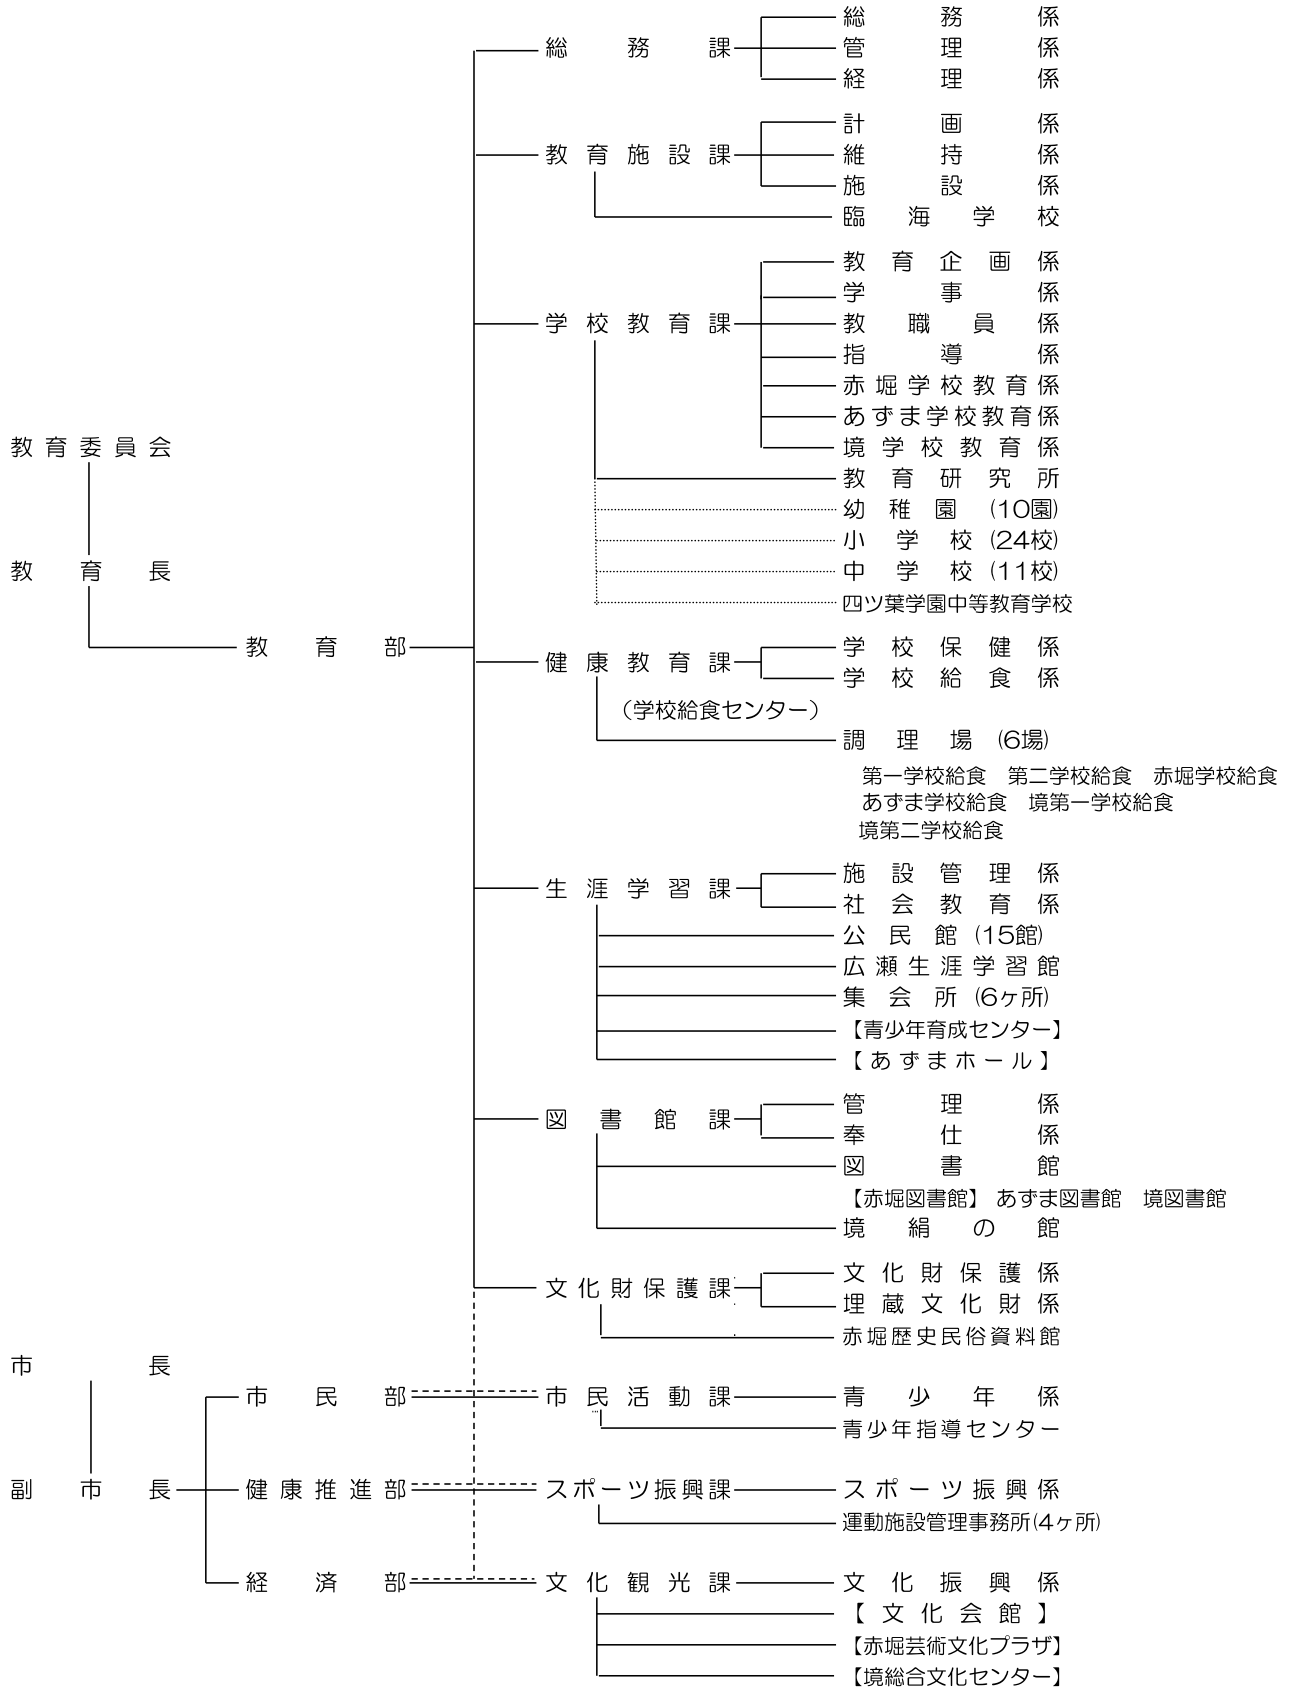 総務係
総務課
管理係
経理係
計画係
教育施設課
維持係
施設係
臨海学校
教育企画係
学事係
学校教育課
教職員係
指導係
赤堀学校教育係
あずま学校教育係
教育委員会
境学校教育係
教育研究所
幼稚園(10園)
小学校(24校)
教育長
中学校(11校)
四ツ葉学園中等教育学校
教育部
学校保健係
健康教育課
学校給食係
(学校給食センター)
調理場(6場)
第一学校給食 第二学校給食 赤堀学校給食
あずま学校給食 境第一学校給食
境第二学校給食
施設管理係
生涯学習課
社会教育係
公民館(15館)
広瀬生涯学習館
集会所(6ヶ所)
【青少年育成センター】
【あずまホール】
管理係
図書館課
奉仕係
図書館
【赤堀図書館】 あずま図書館 境図書館
境絹の館
文化財保護係
文化財保護課
埋蔵文化財係
赤堀歴史民俗資料館
市長
市民部
市民活動課
青少年係
青少年指導センター
副市長
健康推進部
スポーツ振興課
スポーツ振興係
運動施設管理事務所(4ヶ所)
経済部
文化観光課
文化振興係
【文化会館】
【赤堀芸術文化プラザ】
【境総合文化センター】